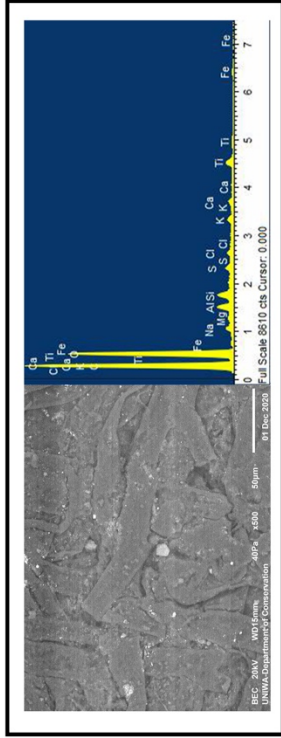 BEC 20kV WD15mm 40Pa x500 50µm
UNIWA-Department of Conservation 01 Dec 2020
Ca
C Ti
Ca Fe
K O
C
Ti
Fe
Na Al Si
Mg
S Cl
S Cl
Ca
K K Ca
Ti Ti
Fe Fe
0 1 2 3 4 5 6 7
Full Scale 8610 cts Cursor: 0.000